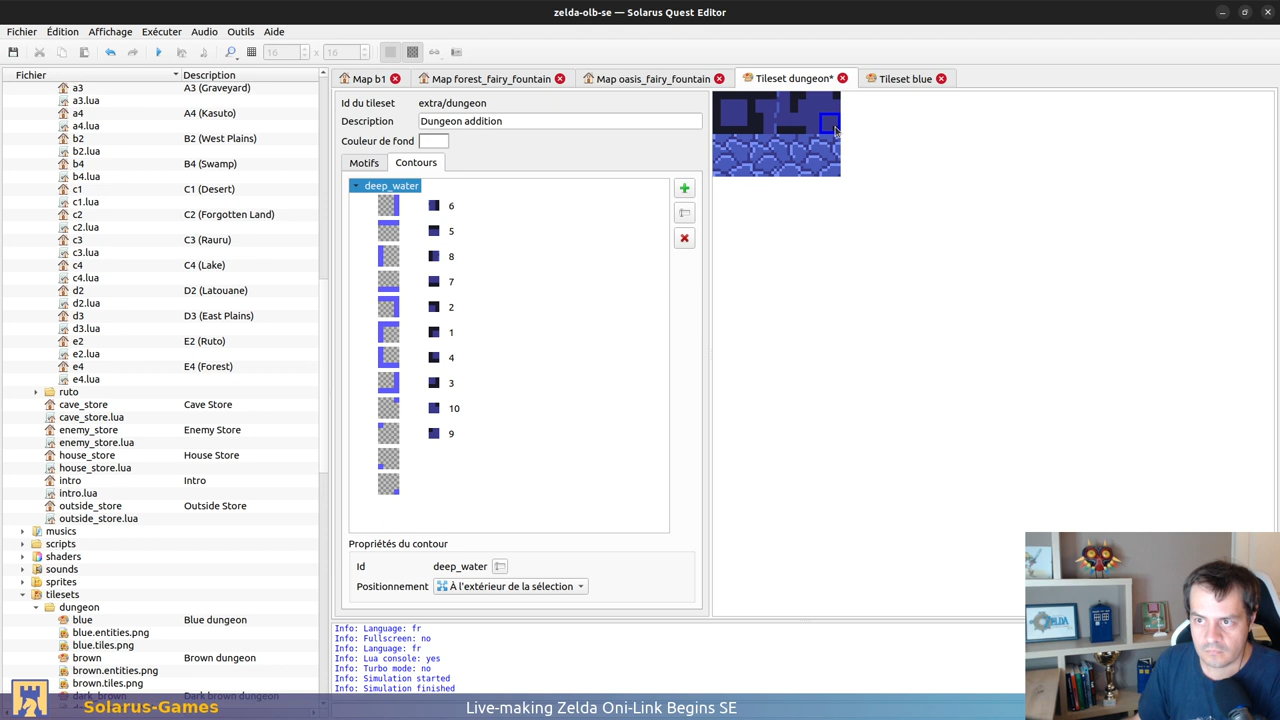 zelda-olb-se — Solarus Quest Editor
Fichier Édition Affichage Exécuter Audio Outils Aide
16 x 16
Fichier Description
a3 A3 (Graveyard)
a3.lua
a4 A4 (Kasuto)
a4.lua
b2 B2 (West Plains)
b2.lua
b4 B4 (Swamp)
b4.lua
c1 C1 (Desert)
c1.lua
c2 C2 (Forgotten Land)
c2.lua
c3 C3 (Rauru)
c3.lua
c4 C4 (Lake)
c4.lua
d2 D2 (Latouane)
d2.lua
d3 D3 (East Plains)
d3.lua
e2 E2 (Ruto)
e2.lua
e4 E4 (Forest)
e4.lua
ruto
cave_store Cave Store
cave_store.lua
enemy_store Enemy Store
enemy_store.lua
house_store House Store
house_store.lua
intro Intro
intro.lua
outside_store Outside Store
outside_store.lua
musics
scripts
shaders
sounds
sprites
tilesets
dungeon
blue Blue dungeon
blue.entities.png
blue.tiles.png
brown Brown dungeon
brown.entities.png
brown.tiles.png
dark_brown Dark brown dungeon
Map b1 Map forest_fairy_fountain Map oasis_fairy_fountain Tileset dungeon* Tileset blue
Id du tileset extra/dungeon
Description Dungeon addition
Couleur de fond
Motifs Contours
deep_water
6
5
8
7
2
1
4
3
10
9
Propriétés du contour
Id deep_water
Positionnement À l'extérieur de la sélection
Info: Language: fr
Info: Fullscreen: no
Info: Language: fr
Info: Lua console: yes
Info: Turbo mode: no
Info: Simulation started
Info: Simulation finished
Solarus-Games Live-making Zelda Oni-Link Begins SE